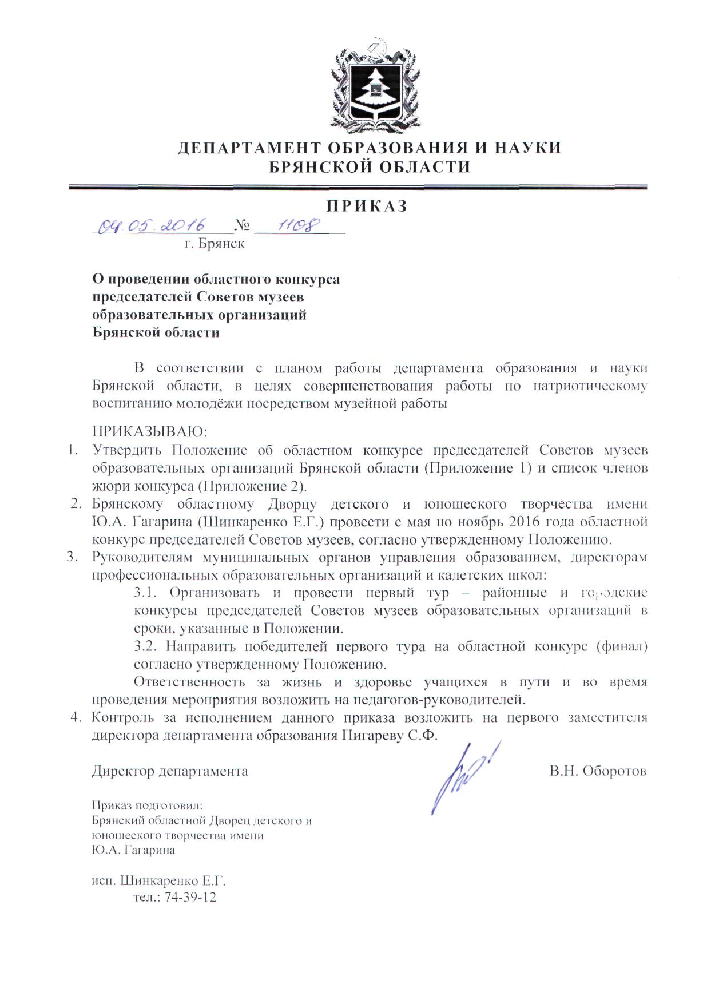 ДЕПАРТАМЕНТ ОБРАЗОВАНИЯ И НАУКИ
БРЯНСКОЙ ОБЛАСТИ
ПРИКАЗ
04.05.2016 № 1108
г. Брянск
О проведении областного конкурса
председателей Советов музеев
образовательных организаций
Брянской области
В соответствии с планом работы департамента образования и науки
Брянской области, в целях совершенствования работы по патриотическому
воспитанию молодёжи посредством музейной работы
ПРИКАЗЫВАЮ:
1. Утвердить Положение об областном конкурсе председателей Советов музеев
образовательных организаций Брянской области (Приложение 1) и список членов
жюри конкурса (Приложение 2).
2. Брянскому областному Дворцу детского и юношеского творчества имени
Ю.А. Гагарина (Шинкаренко Е.Г.) провести с мая по ноябрь 2016 года областной
конкурс председателей Советов музеев, согласно утвержденному Положению.
3. Руководителям муниципальных органов управления образованием, директорам
профессиональных образовательных организаций и кадетских школ:
3.1. Организовать и провести первый тур – районные и городские
конкурсы председателей Советов музеев образовательных организаций в
сроки, указанные в Положении.
3.2. Направить победителей первого тура на областной конкурс (финал)
согласно утвержденному Положению.
Ответственность за жизнь и здоровье учащихся в пути и во время
проведения мероприятия возложить на педагогов-руководителей.
4. Контроль за исполнением данного приказа возложить на первого заместителя
директора департамента образования Пигареву С.Ф.
Директор департамента В.Н. Оборотов
Приказ подготовил:
Брянский областной Дворец детского и
юношеского творчества имени
Ю.А. Гагарина
исп. Шинкаренко Е.Г.
тел.: 74-39-12